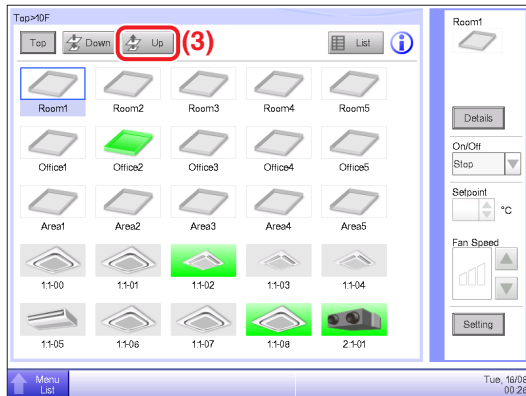 Top>10F
Top
Down
Up
(3)
List
Room1
Room2
Room3
Room4
Room5
Office1
Office2
Office3
Office4
Office5
Area1
Area2
Area3
Area4
Area5
1:1-00
1:1-01
1:1-02
1:1-03
1:1-04
1:1-05
1:1-06
1:1-07
1:1-08
2:1-01
Room1
Details
On/Off
Stop
Setpoint
°C
Fan Speed
Setting
Menu
List
Tue, 16/08
00:26